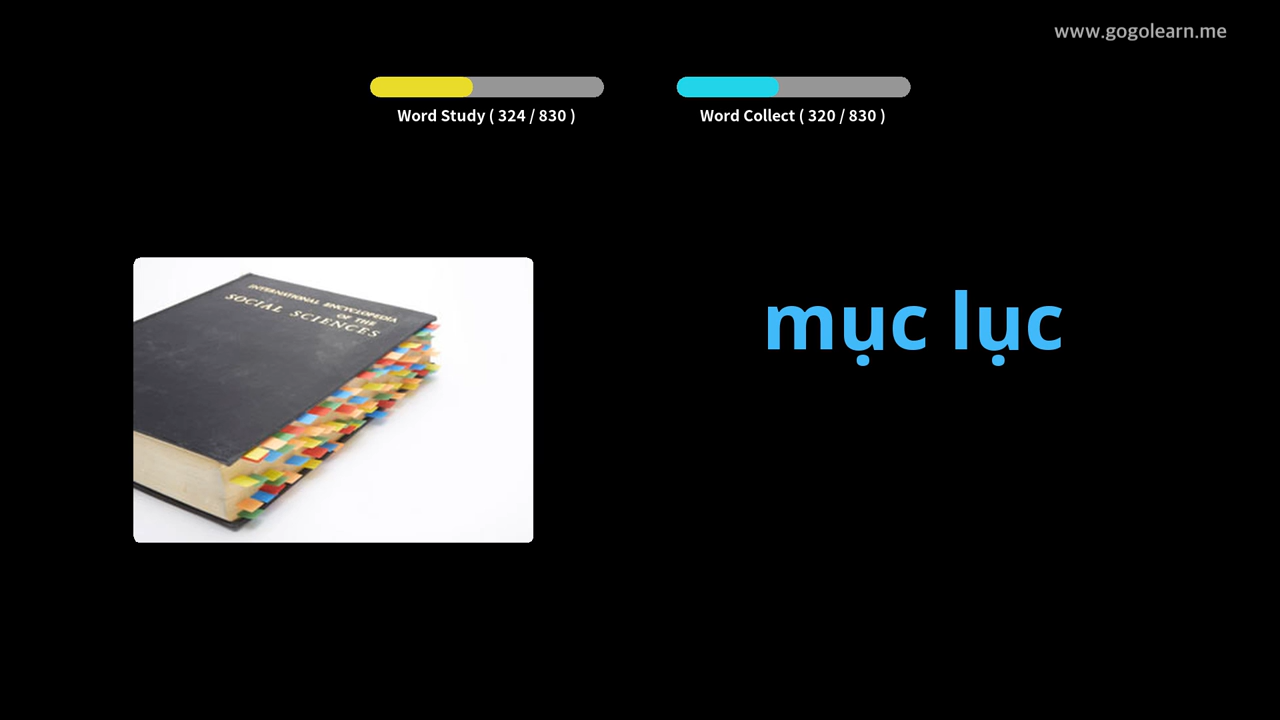 www.gogolearn.me
Word Study ( 324 / 830 )
Word Collect ( 320 / 830 )
INTERNATIONAL ENCYCLOPEDIA
OF THE
SOCIAL SCIENCES
mục lục